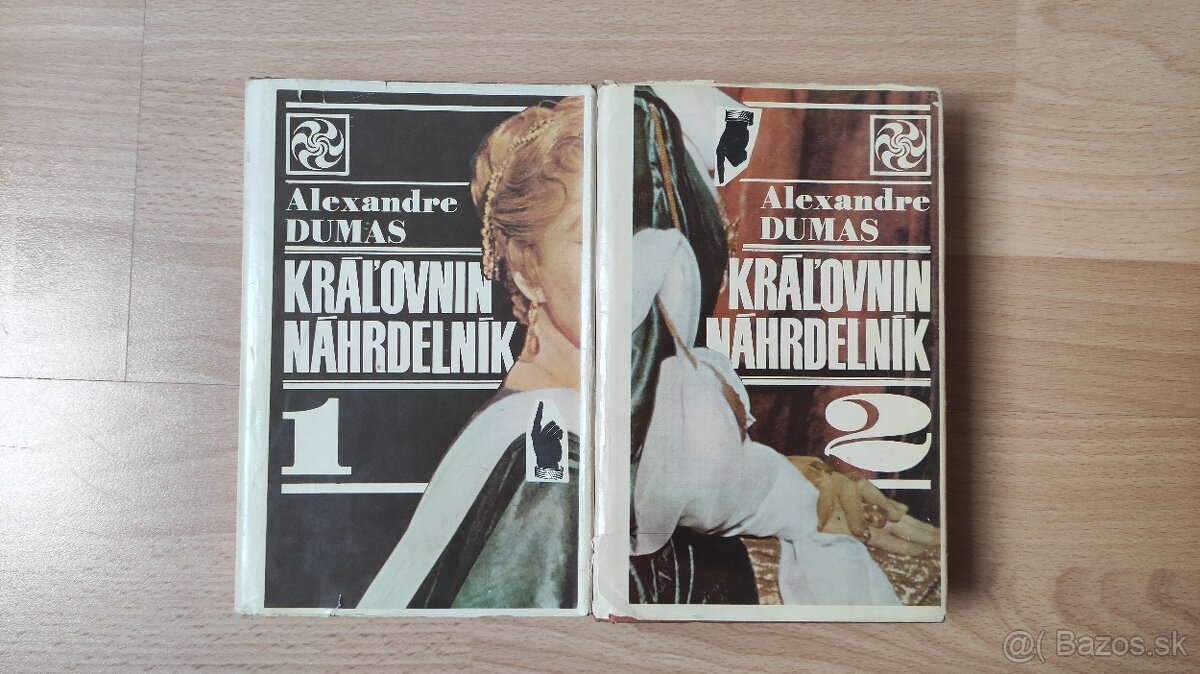 Alexandre
DUMAS
KRÁĽOVNIN
NÁHRDELNÍK
1
Alexandre
DUMAS
KRÁĽOVNIN
NÁHRDELNÍK
2
@( Bazos.sk